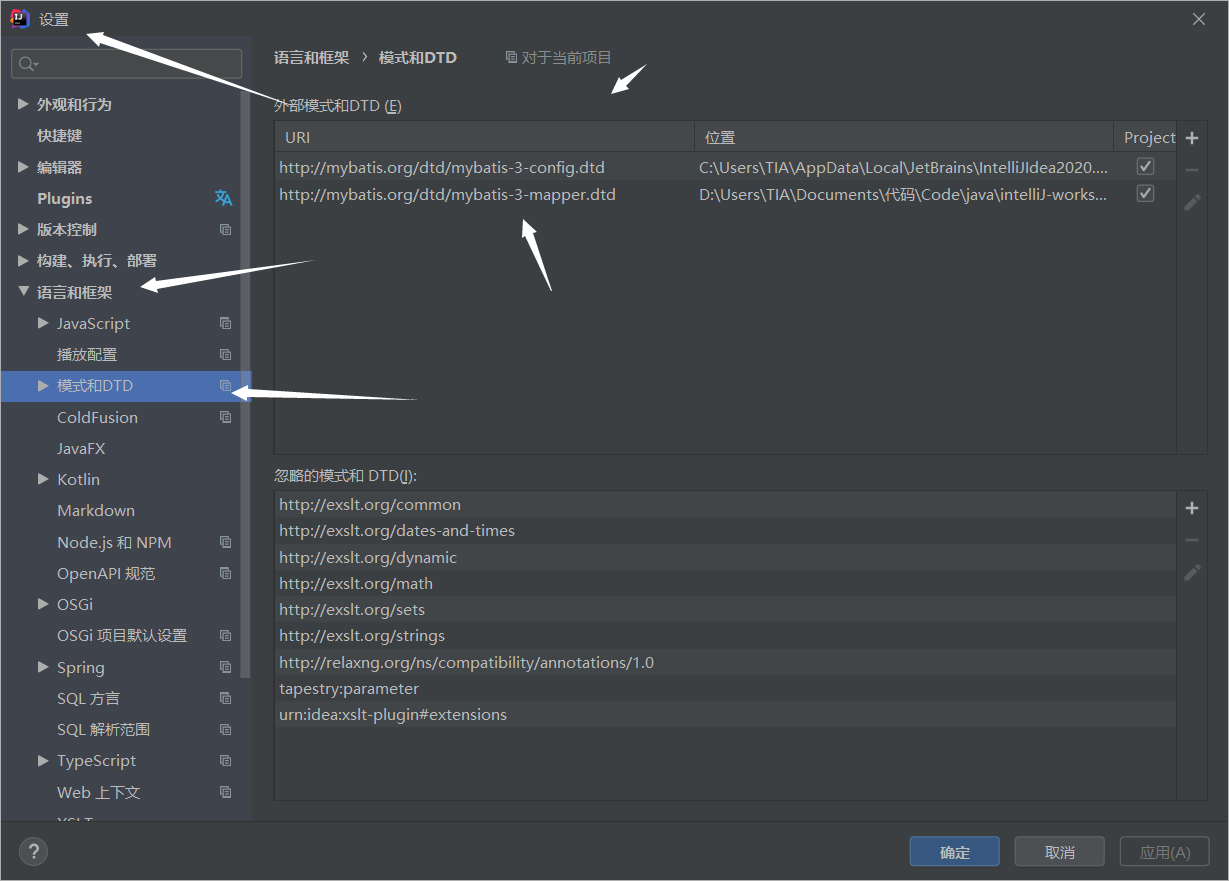 设置
外观和行为
快捷键
编辑器
Plugins
版本控制
构建、执行、部署
语言和框架
JavaScript
播放配置
模式和DTD
ColdFusion
JavaFX
Kotlin
Markdown
Node.js 和 NPM
OpenAPI 规范
OSGi
OSGi 项目默认设置
Spring
SQL 方言
SQL 解析范围
TypeScript
Web 上下文
语言和框架 › 模式和DTD 对于当前项目
外部模式和DTD (E)
URI 位置 Project
http://mybatis.org/dtd/mybatis-3-config.dtd C:\Users\TIA\AppData\Local\JetBrains\IntelliJIdea2020....
http://mybatis.org/dtd/mybatis-3-mapper.dtd D:\Users\TIA\Documents\代码\Code\java\intelliJ-works...
忽略的模式和 DTD(I):
http://exslt.org/common
http://exslt.org/dates-and-times
http://exslt.org/dynamic
http://exslt.org/math
http://exslt.org/sets
http://exslt.org/strings
http://relaxng.org/ns/compatibility/annotations/1.0
tapestry:parameter
urn:idea:xslt-plugin#extensions
?
确定 取消 应用(A)